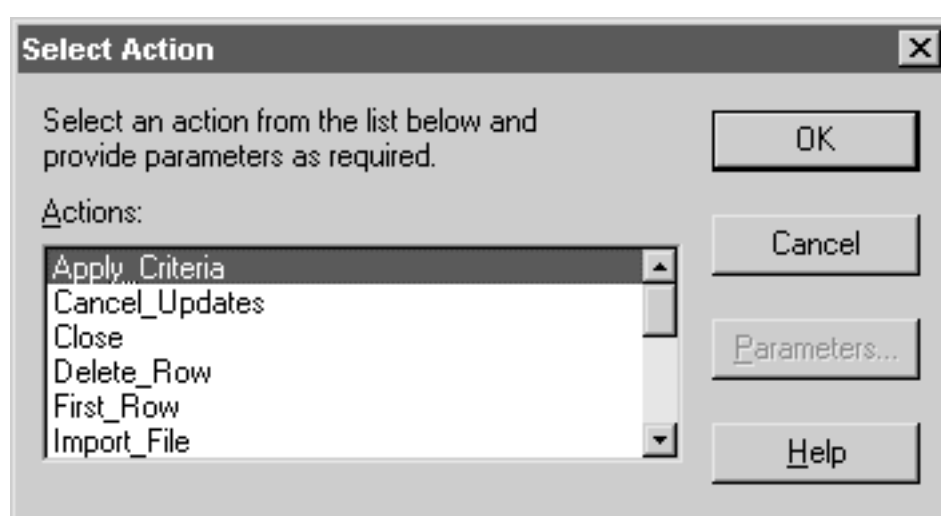 Select Action
Select an action from the list below and
provide parameters as required.
Actions:
Apply_Criteria
Cancel_Updates
Close
Delete_Row
First_Row
Import_File
OK
Cancel
Parameters...
Help